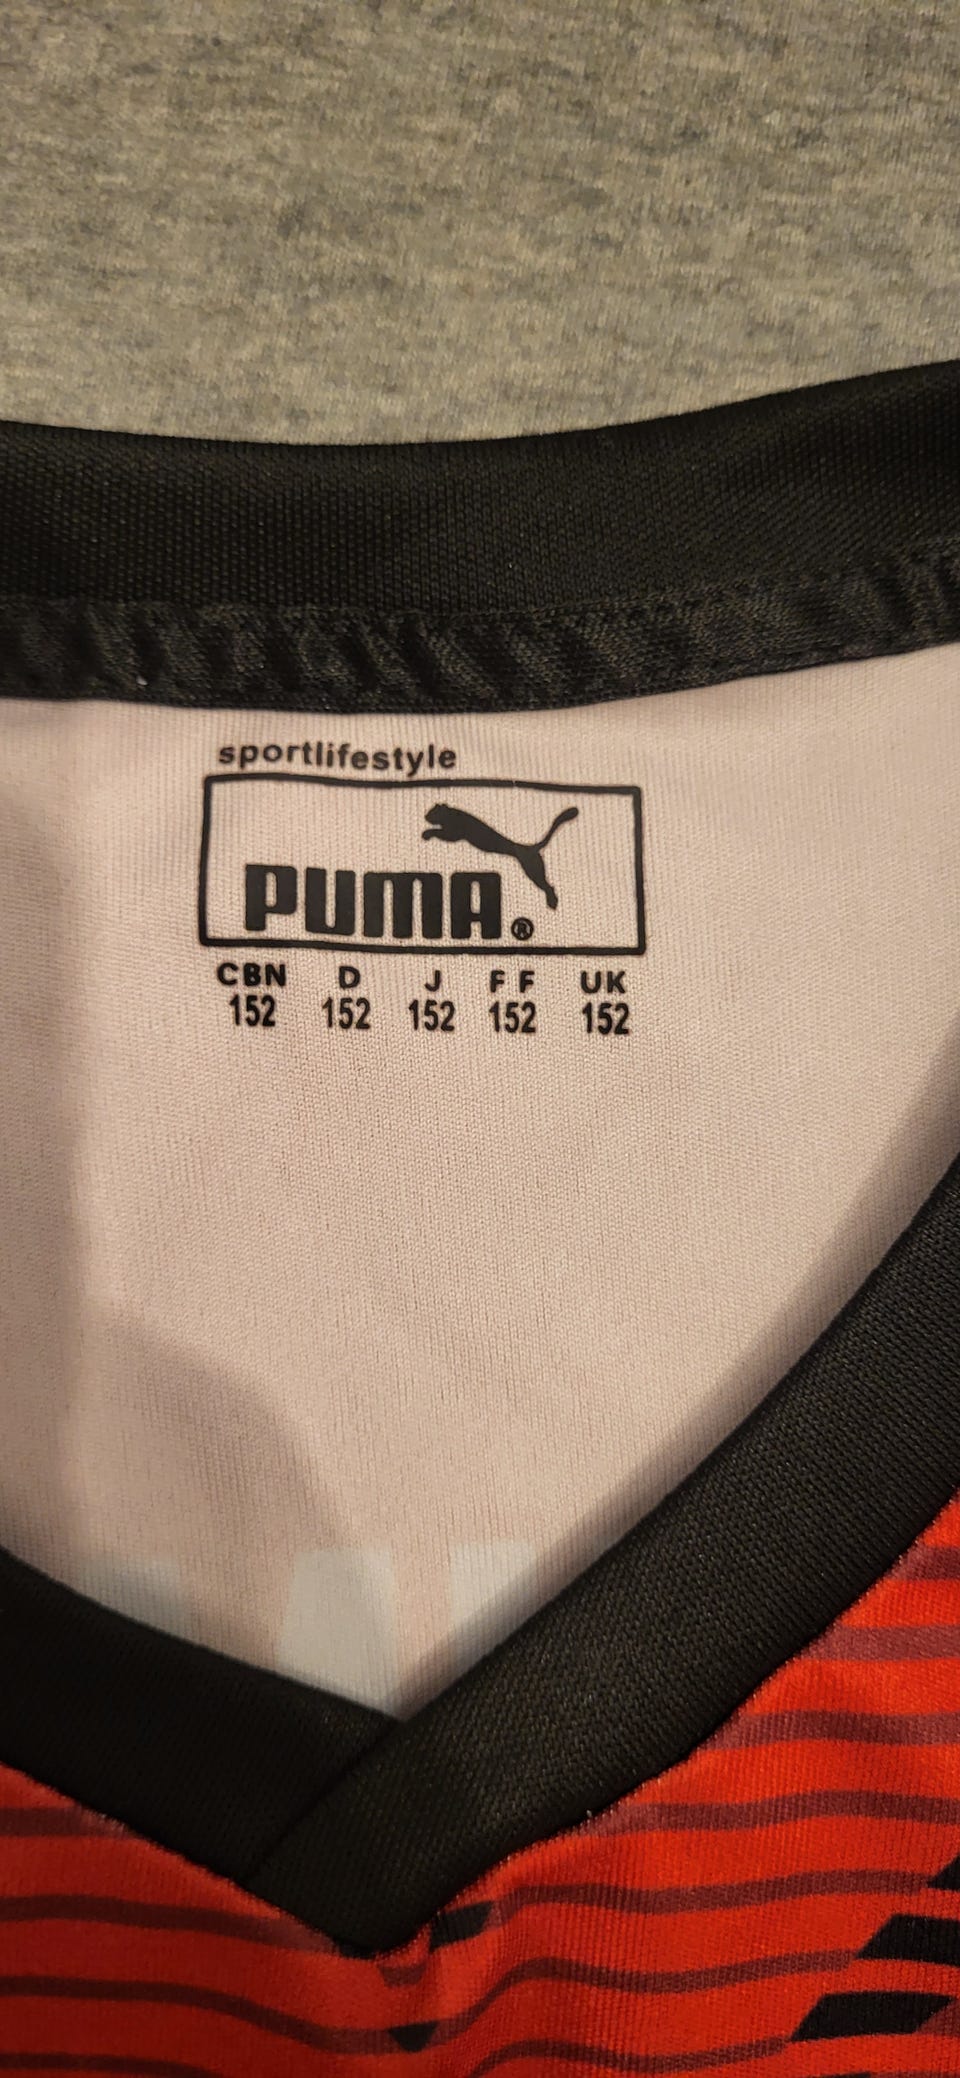 sportlifestyle
PUMA®
CBN D J FF UK
152 152 152 152 152